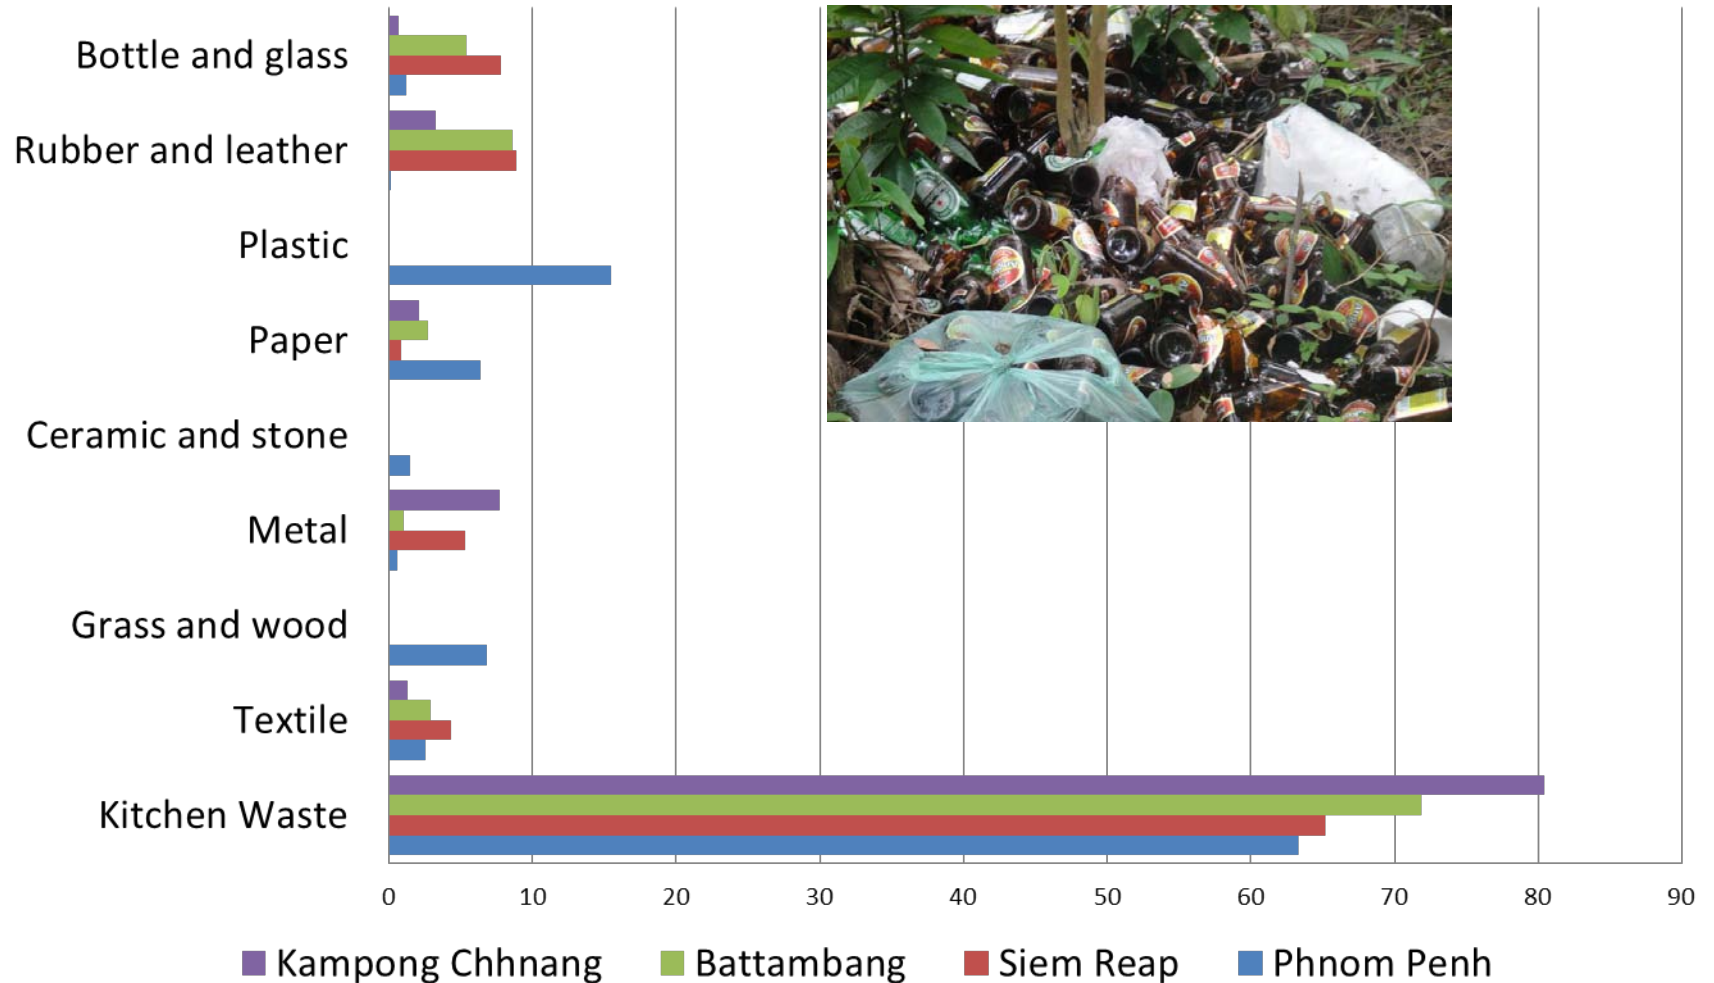 Bottle and glass
Rubber and leather
Plastic
Paper
Ceramic and stone
Metal
Grass and wood
Textile
Kitchen Waste
0 10 20 30 40 50 60 70 80 90
Kampong Chhnang Battambang Siem Reap Phnom Penh